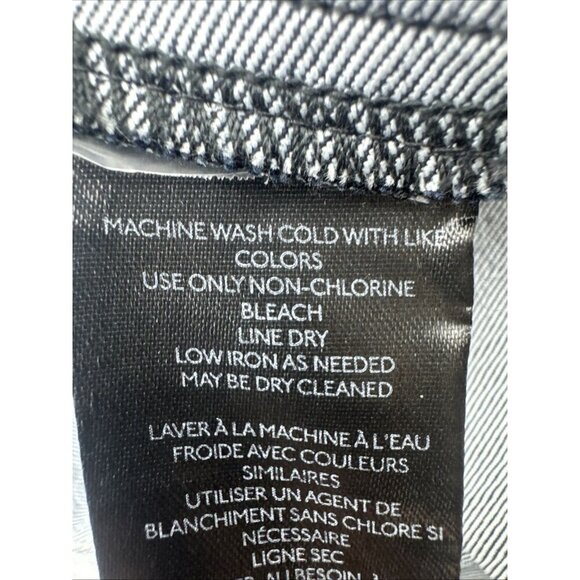 MACHINE WASH COLD WITH LIKE
COLORS
USE ONLY NON-CHLORINE
BLEACH
LINE DRY
LOW IRON AS NEEDED
MAY BE DRY CLEANED
LAVER À LA MACHINE À L'EAU
FROIDE AVEC COULEURS
SIMILAIRES
UTILISER UN AGENT DE
BLANCHIMENT SANS CHLORE SI
NÉCESSAIRE
LIGNE SEC
AU BESOIN À